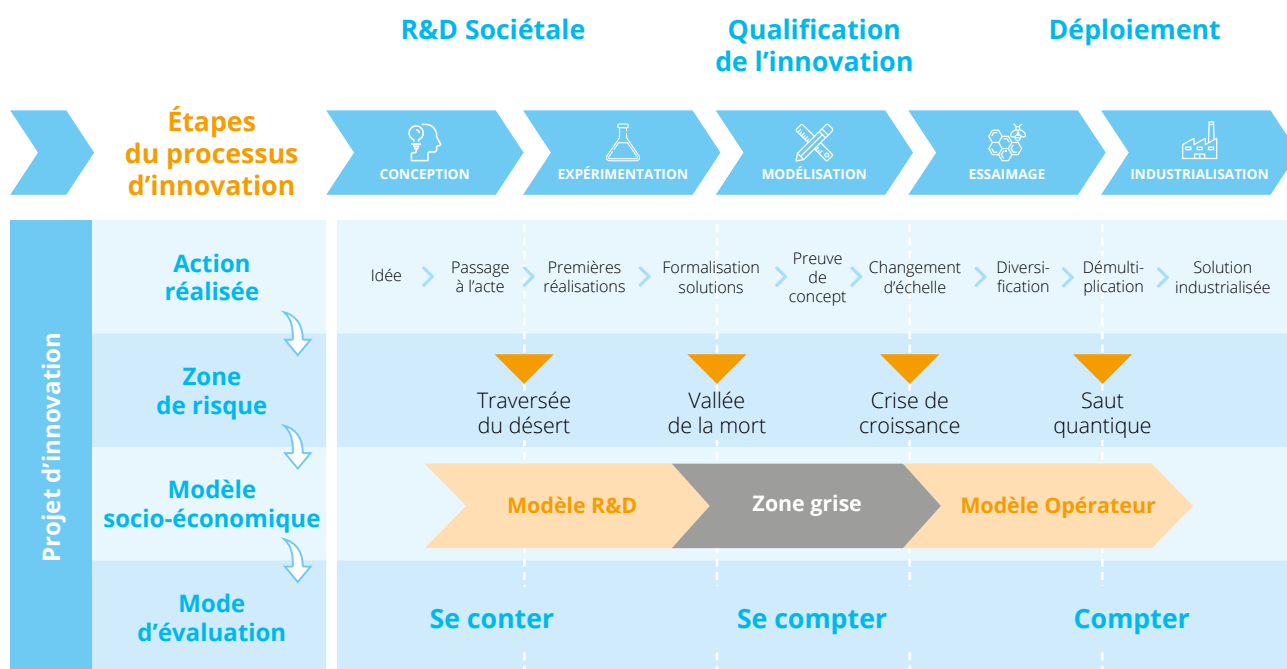 R&D Sociétale
Qualification
de l’innovation
Déploiement
Étapes
du processus
d’innovation
CONCEPTION
EXPÉRIMENTATION
MODÉLISATION
ESSAIMAGE
INDUSTRIALISATION
Projet d’innovation
Action
réalisée
Idée
Passage
à l’acte
Premières
réalisations
Formalisation
solutions
Preuve
de
concept
Changement
d’échelle
Diversi-
fication
Démulti-
plication
Solution
industrialisée
Zone
de risque
Traversée
du désert
Vallée
de la mort
Crise de
croissance
Saut
quantique
Modèle
socio-économique
Modèle R&D
Zone grise
Modèle Opérateur
Mode
d’évaluation
Se conter
Se compter
Compter